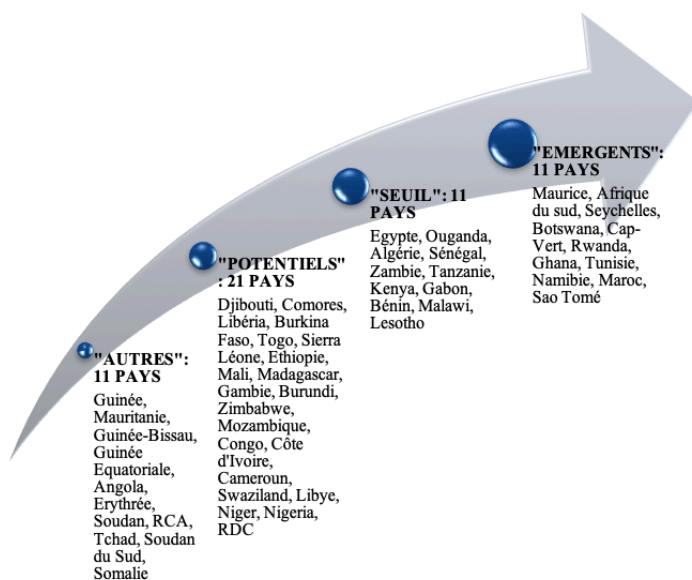 "EMERGENTS":
11 PAYS
Maurice, Afrique
du sud, Seychelles,
Botswana, Cap-
Vert, Rwanda,
Ghana, Tunisie,
Namibie, Maroc,
Sao Tomé
"SEUIL": 11
PAYS
Egypte, Ouganda,
Algérie, Sénégal,
Zambie, Tanzanie,
Kenya, Gabon,
Bénin, Malawi,
Lesotho
"POTENTIELS"
: 21 PAYS
Djibouti, Comores,
Libéria, Burkina
Faso, Togo, Sierra
Léone, Ethiopie,
Mali, Madagascar,
Gambie, Burundi,
Zimbabwe,
Mozambique,
Congo, Côte
d'Ivoire,
Cameroun,
Swaziland, Libye,
Niger, Nigeria,
RDC
"AUTRES":
11 PAYS
Guinée,
Mauritanie,
Guinée-Bissau,
Guinée
Equatoriale,
Angola,
Erythrée,
Soudan, RCA,
Tchad, Soudan
du Sud,
Somalie